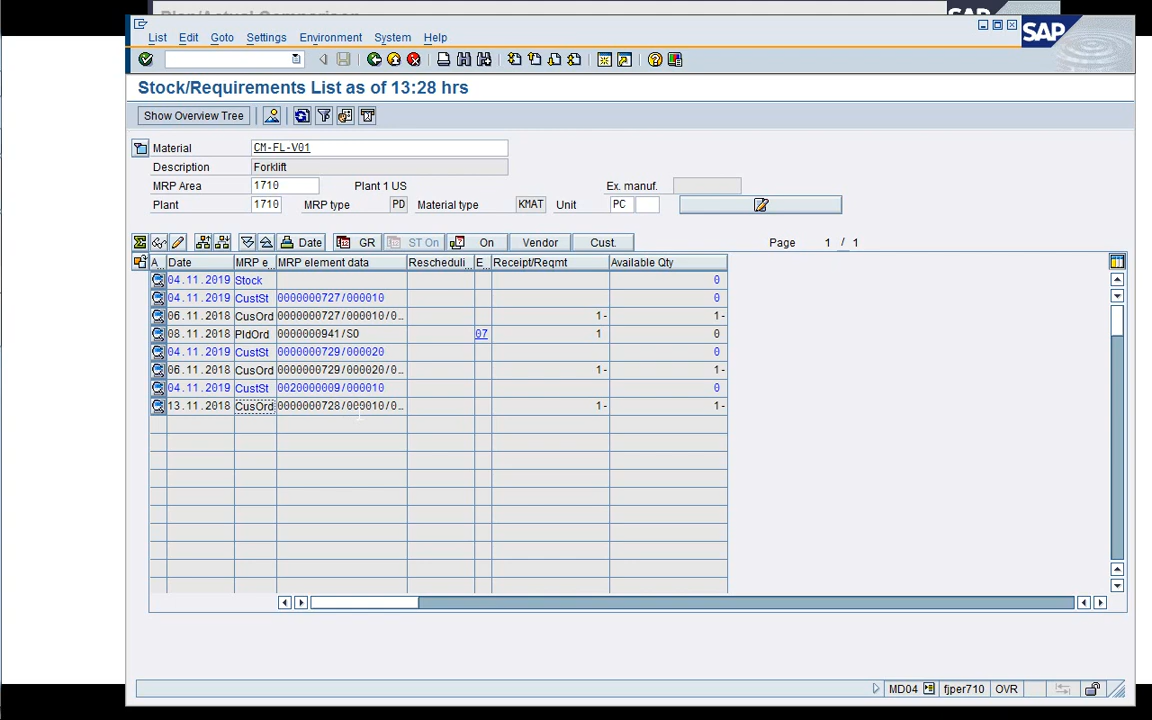 Plan/Actual Comparison
SAP
List Edit Goto Settings Environment System Help
SAP
Stock/Requirements List as of 13:28 hrs
Show Overview Tree
Material CM-FL-V01
Description Forklift
MRP Area 1710 Plant 1 US Ex. manuf.
Plant 1710 MRP type PD Material type KMAT Unit PC
Date GR ST On On Vendor Cust. Page 1 / 1
A.. Date MRP e.. MRP element data Rescheduli.. E.. Receipt/Reqmt Available Qty
04.11.2019 Stock 0
04.11.2019 CustSt 0000000727/000010 0
06.11.2018 CusOrd 0000000727/000010/0... 1- 1-
08.11.2018 PldOrd 0000000941/SO 07 1 0
04.11.2019 CustSt 0000000729/000020 0
06.11.2018 CusOrd 0000000729/000020/0... 1- 1-
04.11.2019 CustSt 0020000009/000010 0
13.11.2018 CusOrd 0000000728/000010/0... 1- 1-
MD04 fjper710 OVR